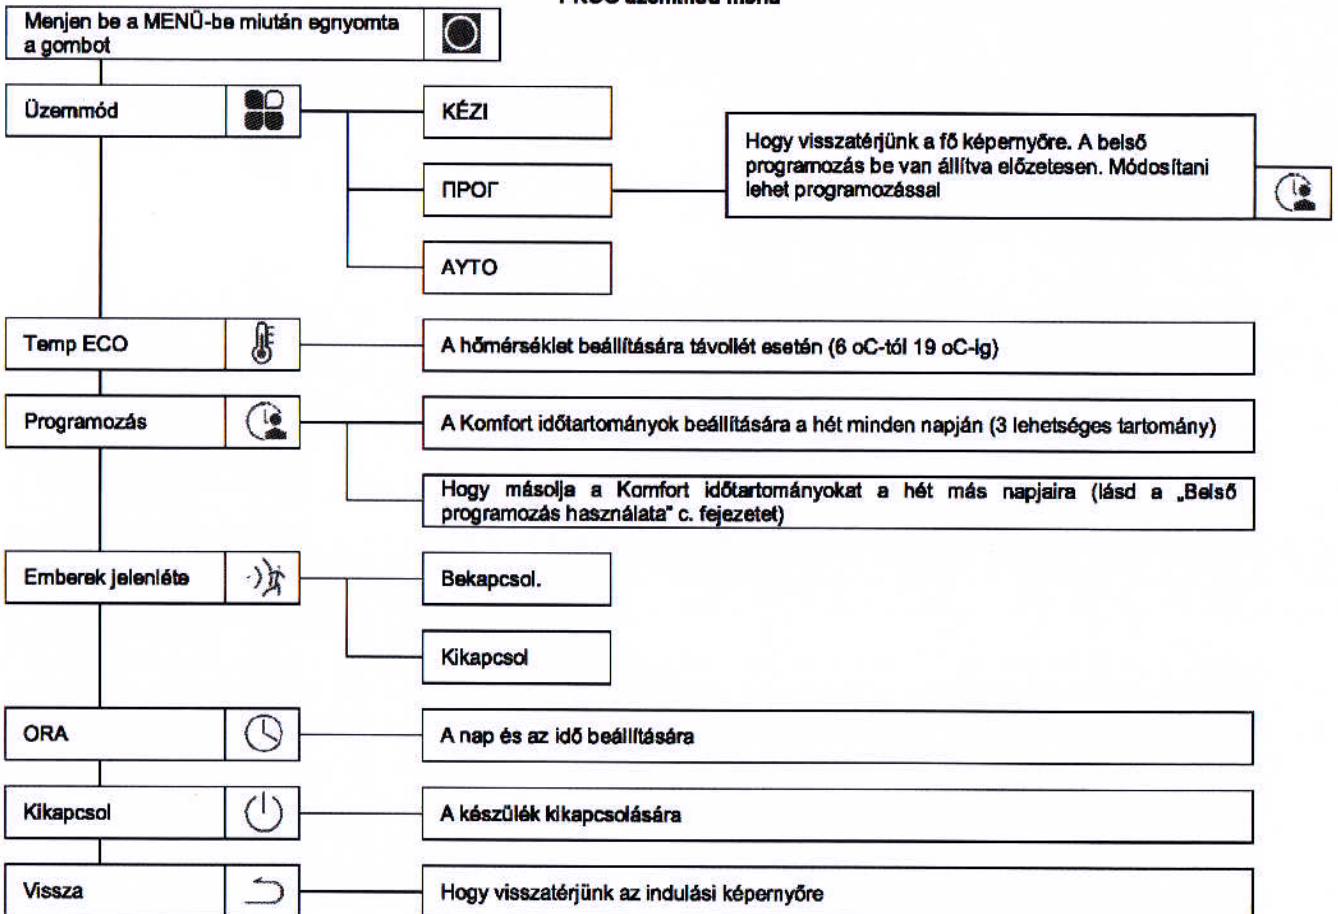 Menjen be a MENÜ-be miután egnyomta
a gombot
Üzemmód
KÉZI
Hogy visszatérjünk a fő képernyőre. A belső
programozás be van állítva előzetesen. Módosítani
lehet programozással
ПРОГ
АУТО
Temp ECO
A hőmérséklet beállítására távollét esetén (6 oC-tól 19 oC-ig)
Programozás
A Komfort időtartományok beállítására a hét minden napján (3 lehetséges tartomány)
Hogy másolja a Komfort időtartományokat a hét más napjaira (lásd a „Belső
programozás használata" c. fejezetet)
Emberek jelenléte
Bekapcsol.
Kikapcsol
ORA
A nap és az idő beállítására
Kikapcsol
A készülék kikapcsolására
Vissza
Hogy visszatérjünk az indulási képernyőre